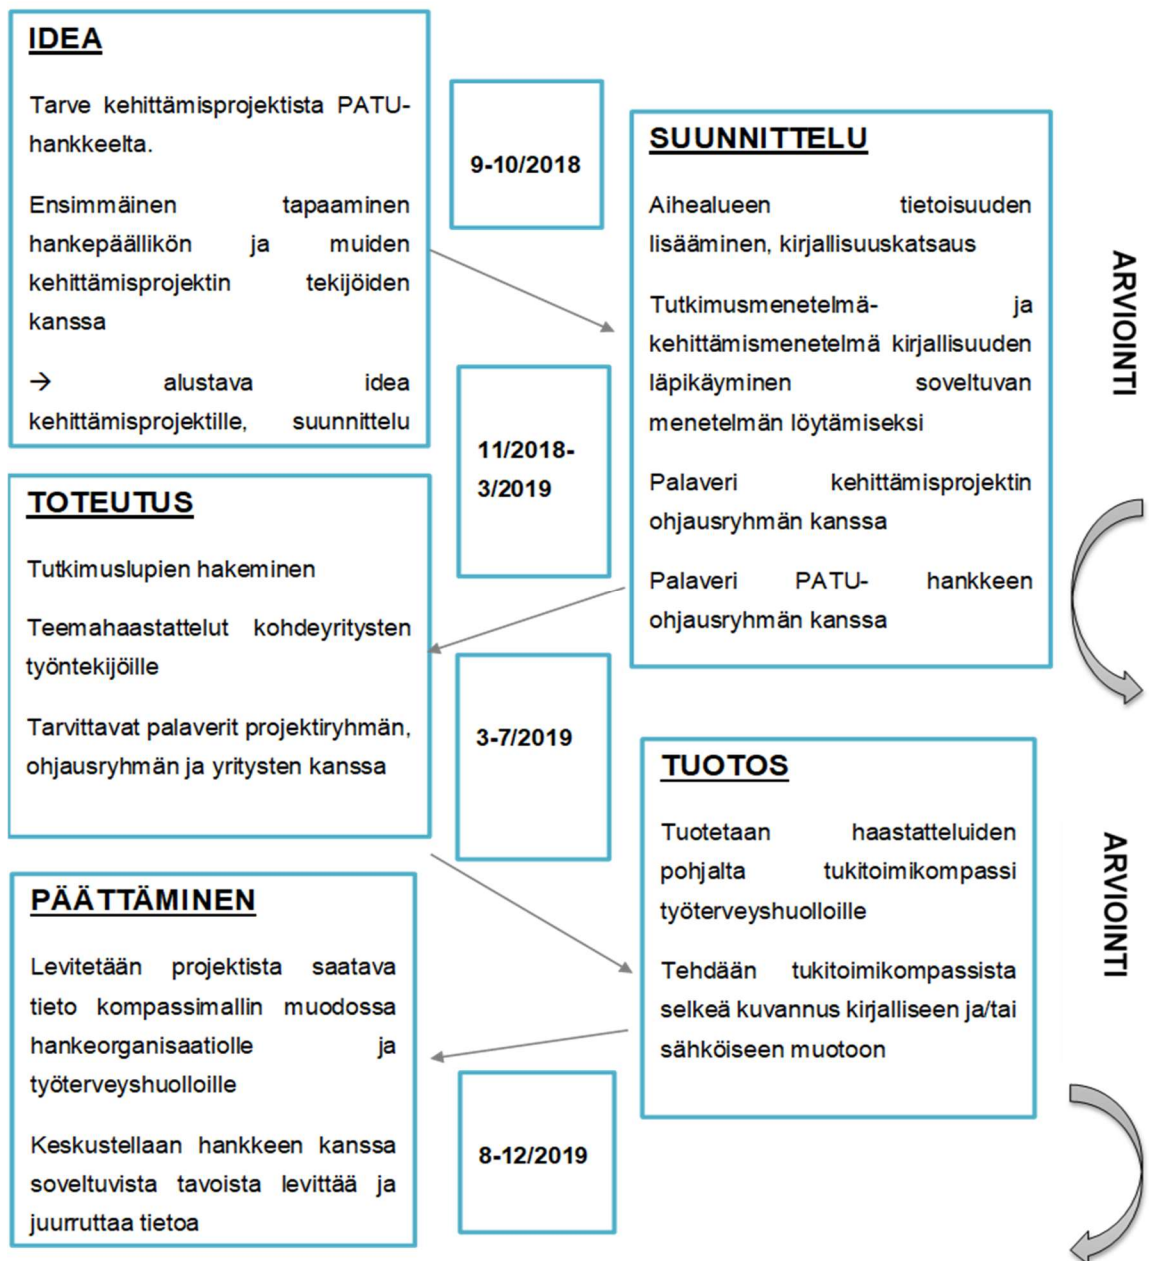 IDEA
Tarve kehittämisprojektista PATU-
hankkeelta.
Ensimmäinen tapaaminen
hankepäällikön ja muiden
kehittämisprojektin tekijöiden
kanssa
→ alustava idea
kehittämisprojektille, suunnittelu
9-10/2018
SUUNNITTELU
Aihealueen tietoisuuden
lisääminen, kirjallisuuskatsaus
Tutkimusmenetelmä- ja
kehittämismenetelmä kirjallisuuden
läpikäyminen soveltuvan
menetelmän löytämiseksi
Palaveri kehittämisprojektin
ohjausryhmän kanssa
Palaveri PATU- hankkeen
ohjausryhmän kanssa
ARVIOINTI
11/2018-
3/2019
TOTEUTUS
Tutkimuslupien hakeminen
Teemahaastattelut kohdeyritysten
työntekijöille
Tarvittavat palaverit projektiryhmän,
ohjausryhmän ja yritysten kanssa
3-7/2019
TUOTOS
Tuotetaan haastatteluiden
pohjalta tukitoimikompassi
työterveyshuolloille
Tehdään tukitoimikompassista
selkeä kuvannus kirjalliseen ja/tai
sähköiseen muotoon
ARVIOINTI
PÄÄTTÄMINEN
Levitetään projektista saatava
tieto kompassimallin muodossa
hankeorganisaatiolle ja
työterveyshuolloille
Keskustellaan hankkeen kanssa
soveltuvista tavoista levittää ja
juurruttaa tietoa
8-12/2019